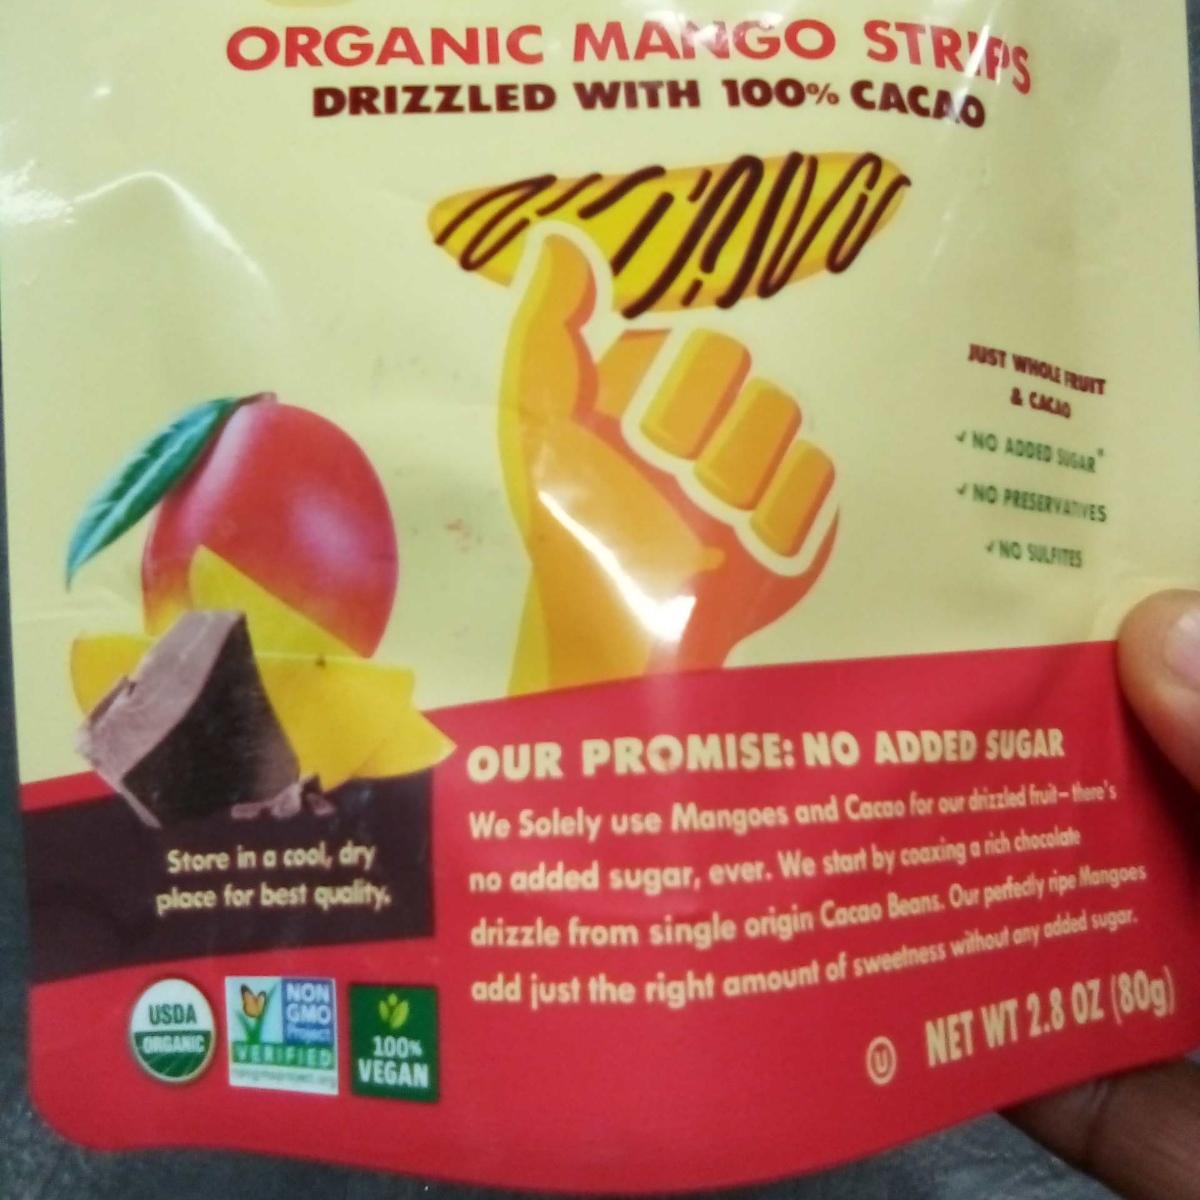 ORGANIC MANGO STRIPS
DRIZZLED WITH 100% CACAO
JUST WHOLE FRUIT
& CACAO
✓ NO ADDED SUGAR*
✓ NO PRESERVATIVES
✓ NO SULFITES
OUR PROMISE: NO ADDED SUGAR
We Solely use Mangoes and Cacao for our drizzled fruit – there's
no added sugar, ever. We start by coaxing a rich chocolate
drizzle from single origin Cacao Beans. Our perfectly ripe Mangoes
add just the right amount of sweetness without any added sugar.
Store in a cool, dry
place for best quality.
USDA
ORGANIC
NON
GMO
Project
VERIFIED
100%
VEGAN
U
NET WT 2.8 OZ (80g)